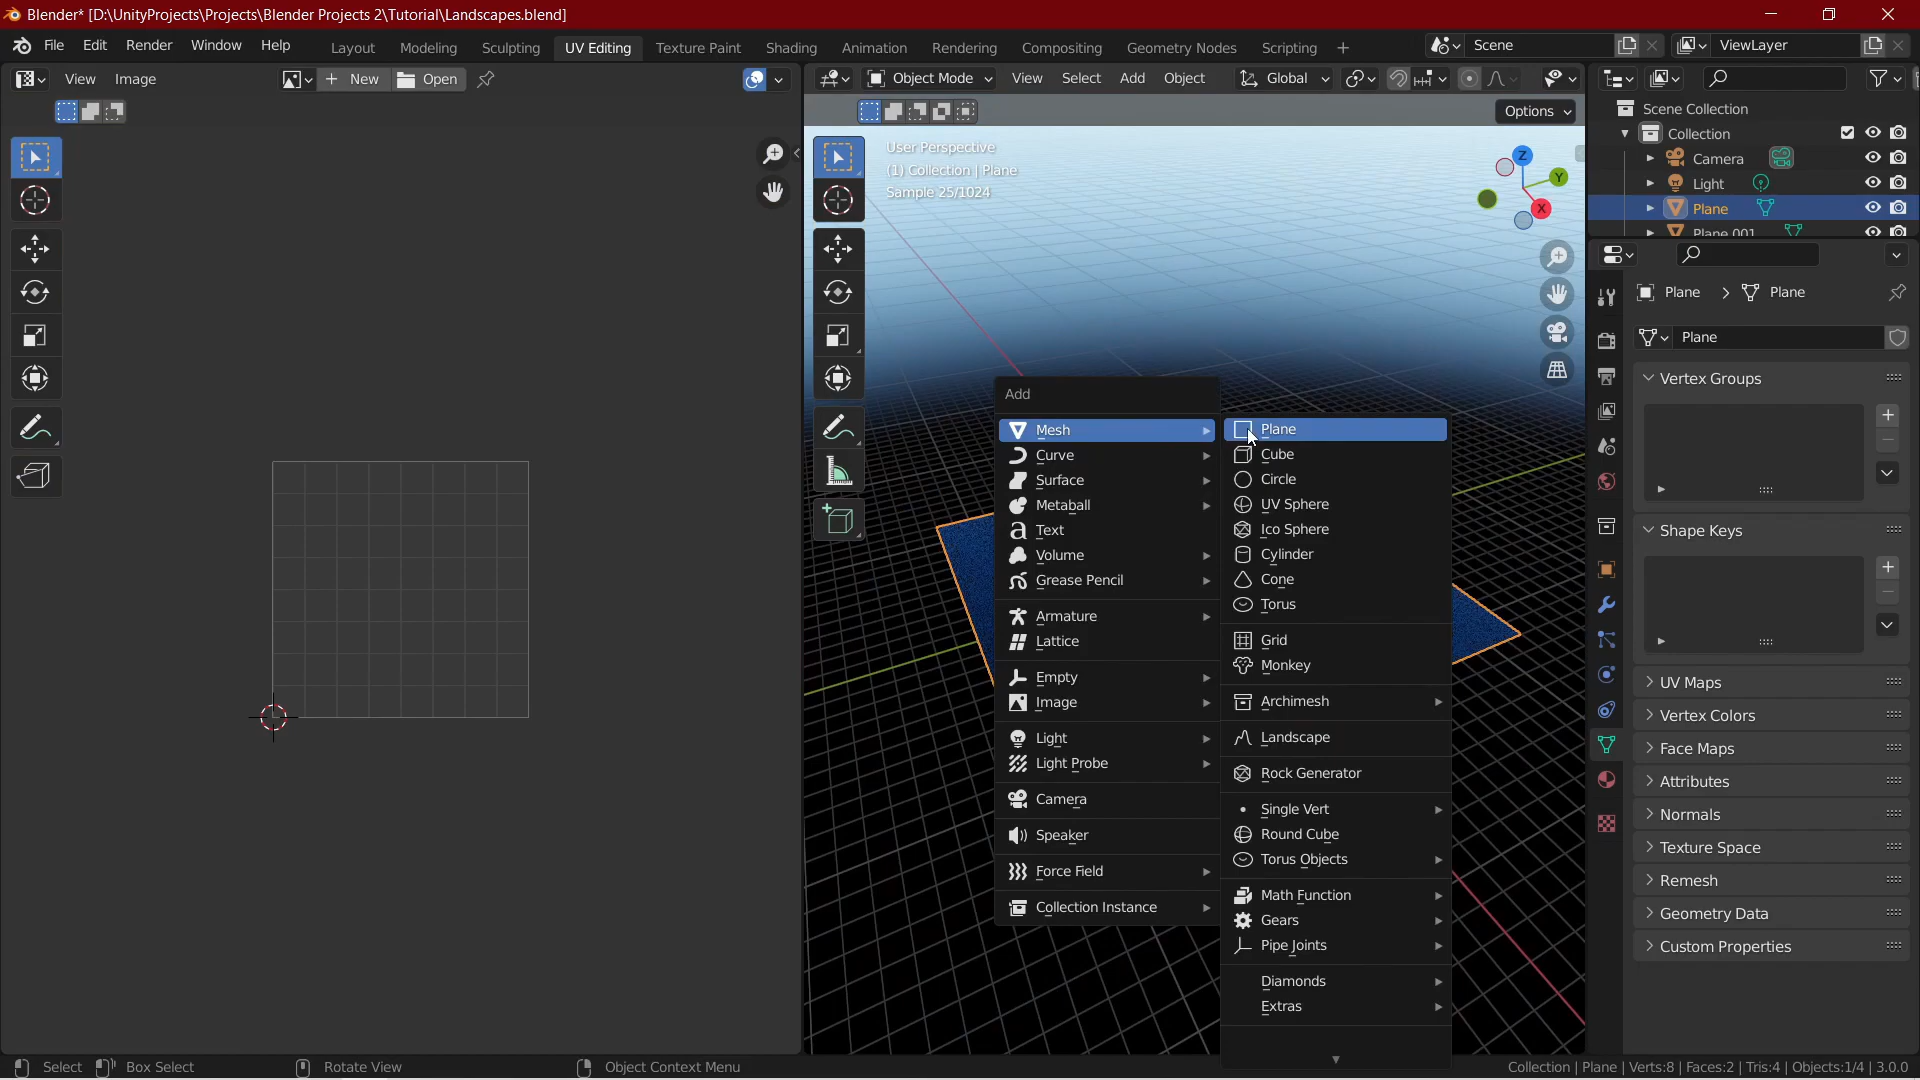 Blender* [D:\UnityProjects\Projects\Blender Projects 2\Tutorial\Landscapes.blend]
File Edit Render Window Help Layout Modeling Sculpting UV Editing Texture Paint Shading Animation Rendering Compositing Geometry Nodes Scripting Scene ViewLayer
View Image New Open
Object Mode View Select Add Object Global
Options
User Perspective
(1) Collection | Plane
Sample 25/1024
Z
Y
X
Add
Mesh
Curve
Surface
Metaball
Text
Volume
Grease Pencil
Armature
Lattice
Empty
Image
Light
Light Probe
Camera
Speaker
Force Field
Collection Instance
Plane
Cube
Circle
UV Sphere
Ico Sphere
Cylinder
Cone
Torus
Grid
Monkey
Archimesh
Landscape
Rock Generator
Single Vert
Round Cube
Torus Objects
Math Function
Gears
Pipe Joints
Diamonds
Extras
Scene Collection
Collection
Camera
Light
Plane
Plane.001
Plane Plane
Plane
Vertex Groups
Shape Keys
UV Maps
Vertex Colors
Face Maps
Attributes
Normals
Texture Space
Remesh
Geometry Data
Custom Properties
Select Box Select Rotate View Object Context Menu Collection | Plane | Verts:8 | Faces:2 | Tris:4 | Objects:1/4 | 3.0.0